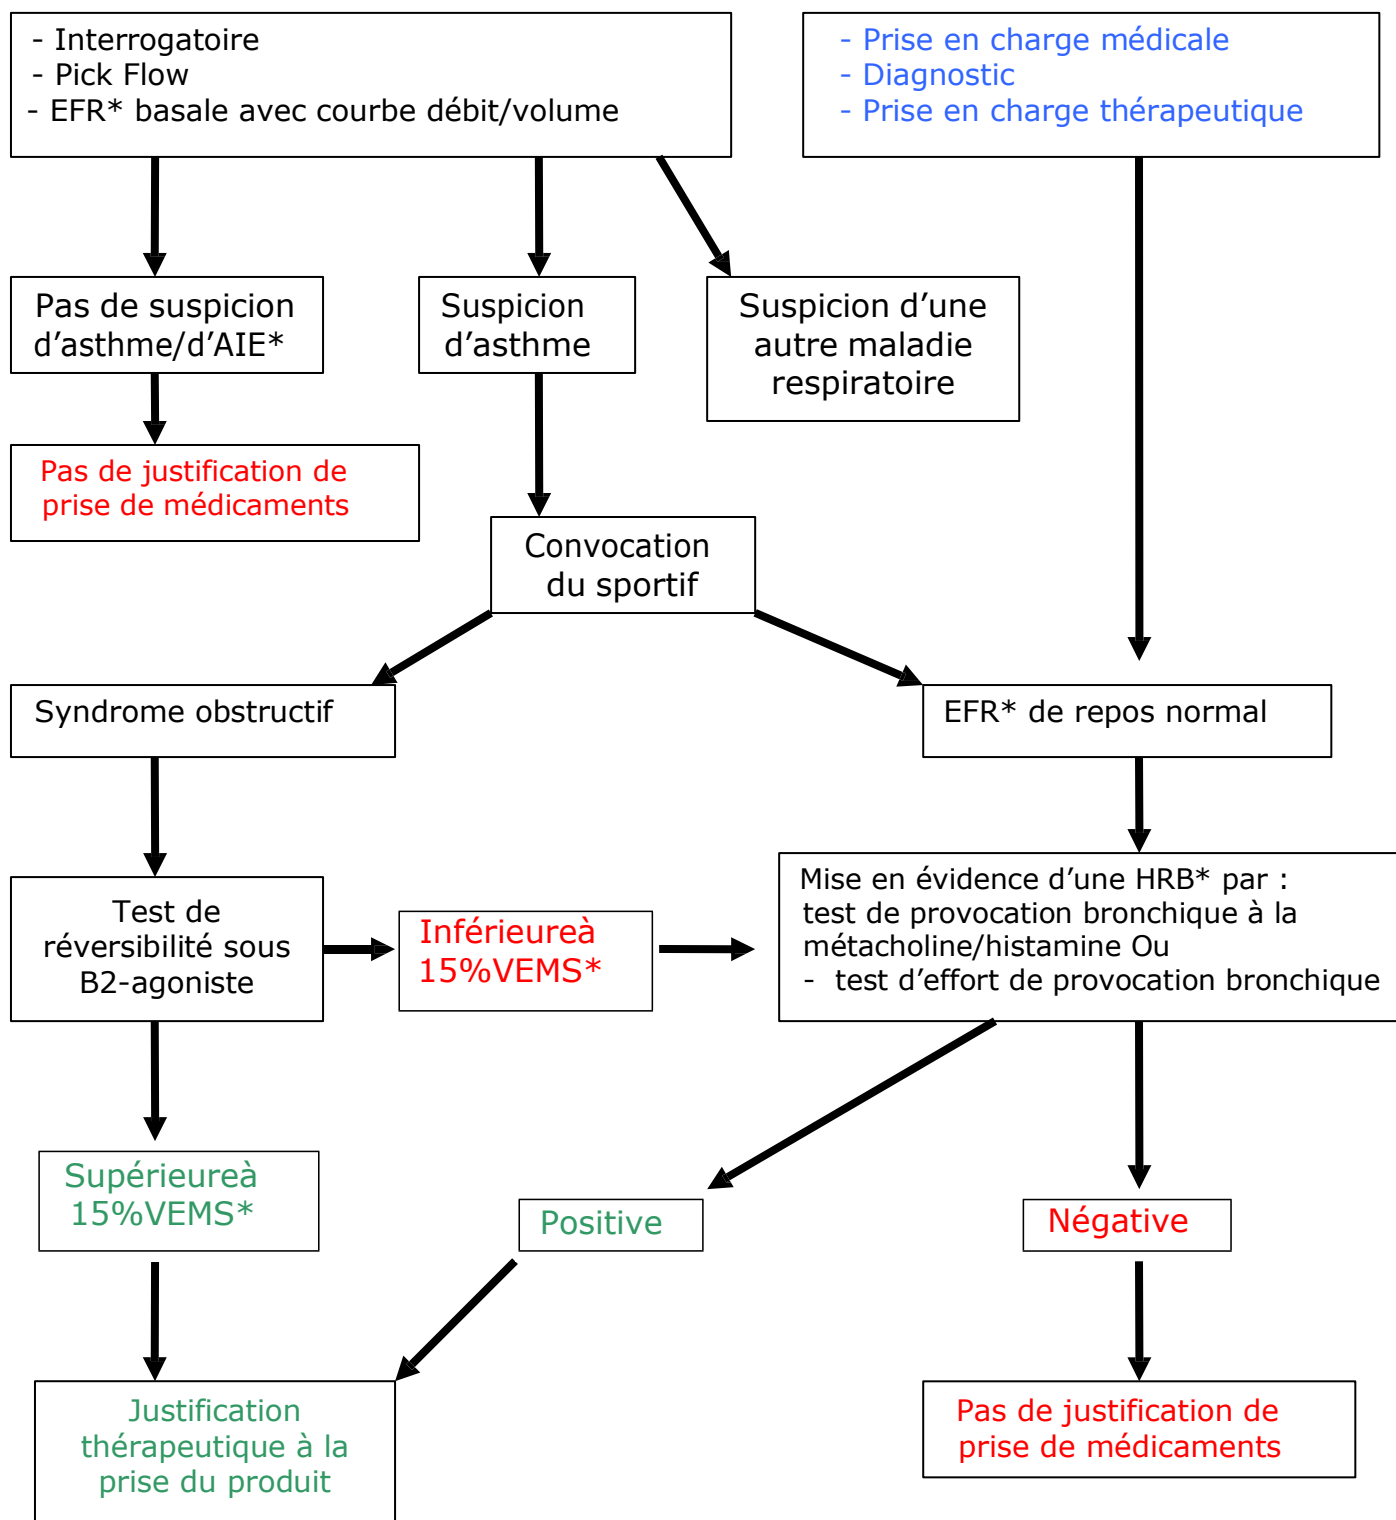 - Interrogatoire
- Pick Flow
- EFR* basale avec courbe débit/volume
- Prise en charge médicale
- Diagnostic
- Prise en charge thérapeutique
Pas de suspicion
d’asthme/d’AIE*
Suspicion
d’asthme
Suspicion d’une
autre maladie
respiratoire
Pas de justification de
prise de médicaments
Convocation
du sportif
Syndrome obstructif
EFR* de repos normal
Test de
réversibilité sous
B2-agoniste
Inférieureà
15%VEMS*
Mise en évidence d’une HRB* par :
test de provocation bronchique à la
métacholine/histamine Ou
- test d’effort de provocation bronchique
Supérieureà
15%VEMS*
Positive
Négative
Justification
thérapeutique à la
prise du produit
Pas de justification de
prise de médicaments